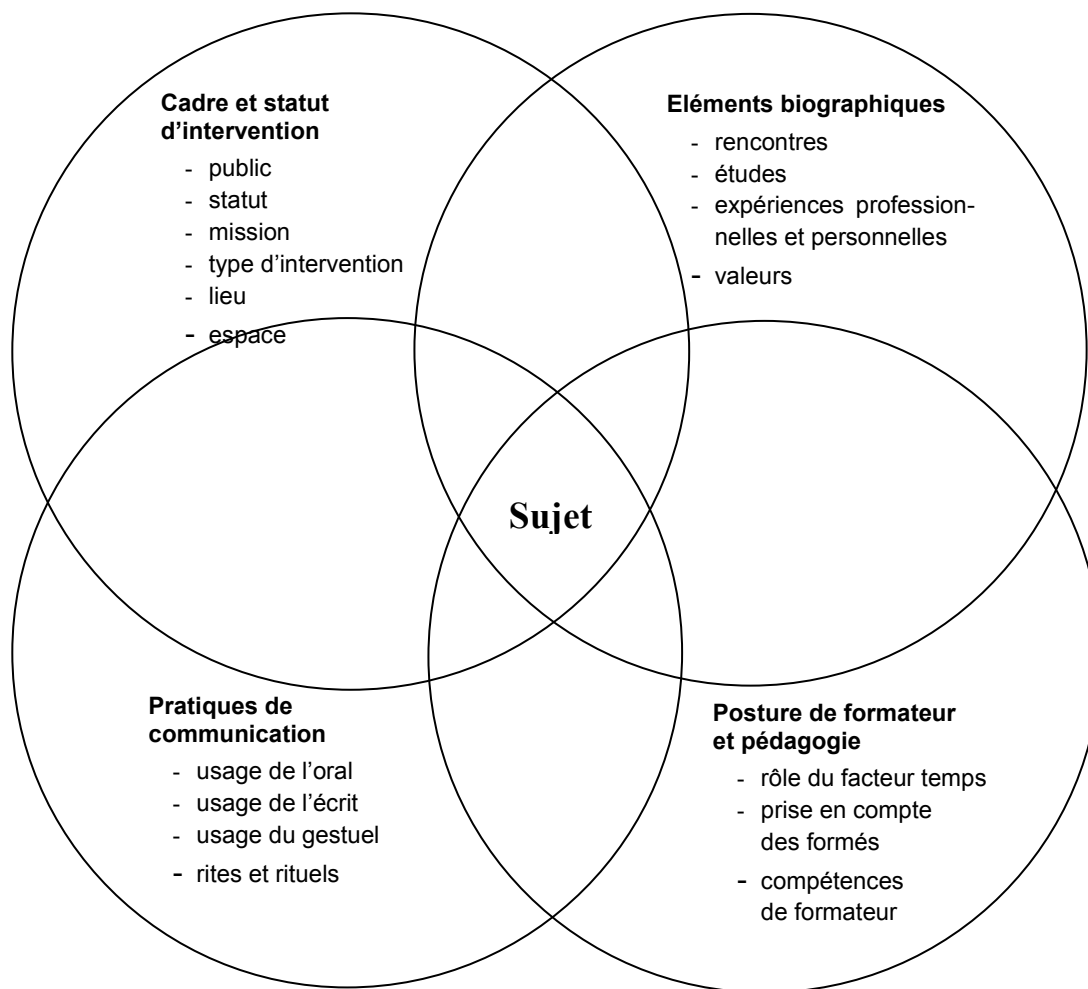 Cadre et statut
d’intervention
- public
- statut
- mission
- type d’intervention
- lieu
- espace
Eléments biographiques
- rencontres
- études
- expériences profession-
nelles et personnelles
- valeurs
Sujet
Pratiques de
communication
- usage de l’oral
- usage de l’écrit
- usage du gestuel
- rites et rituels
Posture de formateur
et pédagogie
- rôle du facteur temps
- prise en compte
des formés
- compétences
de formateur